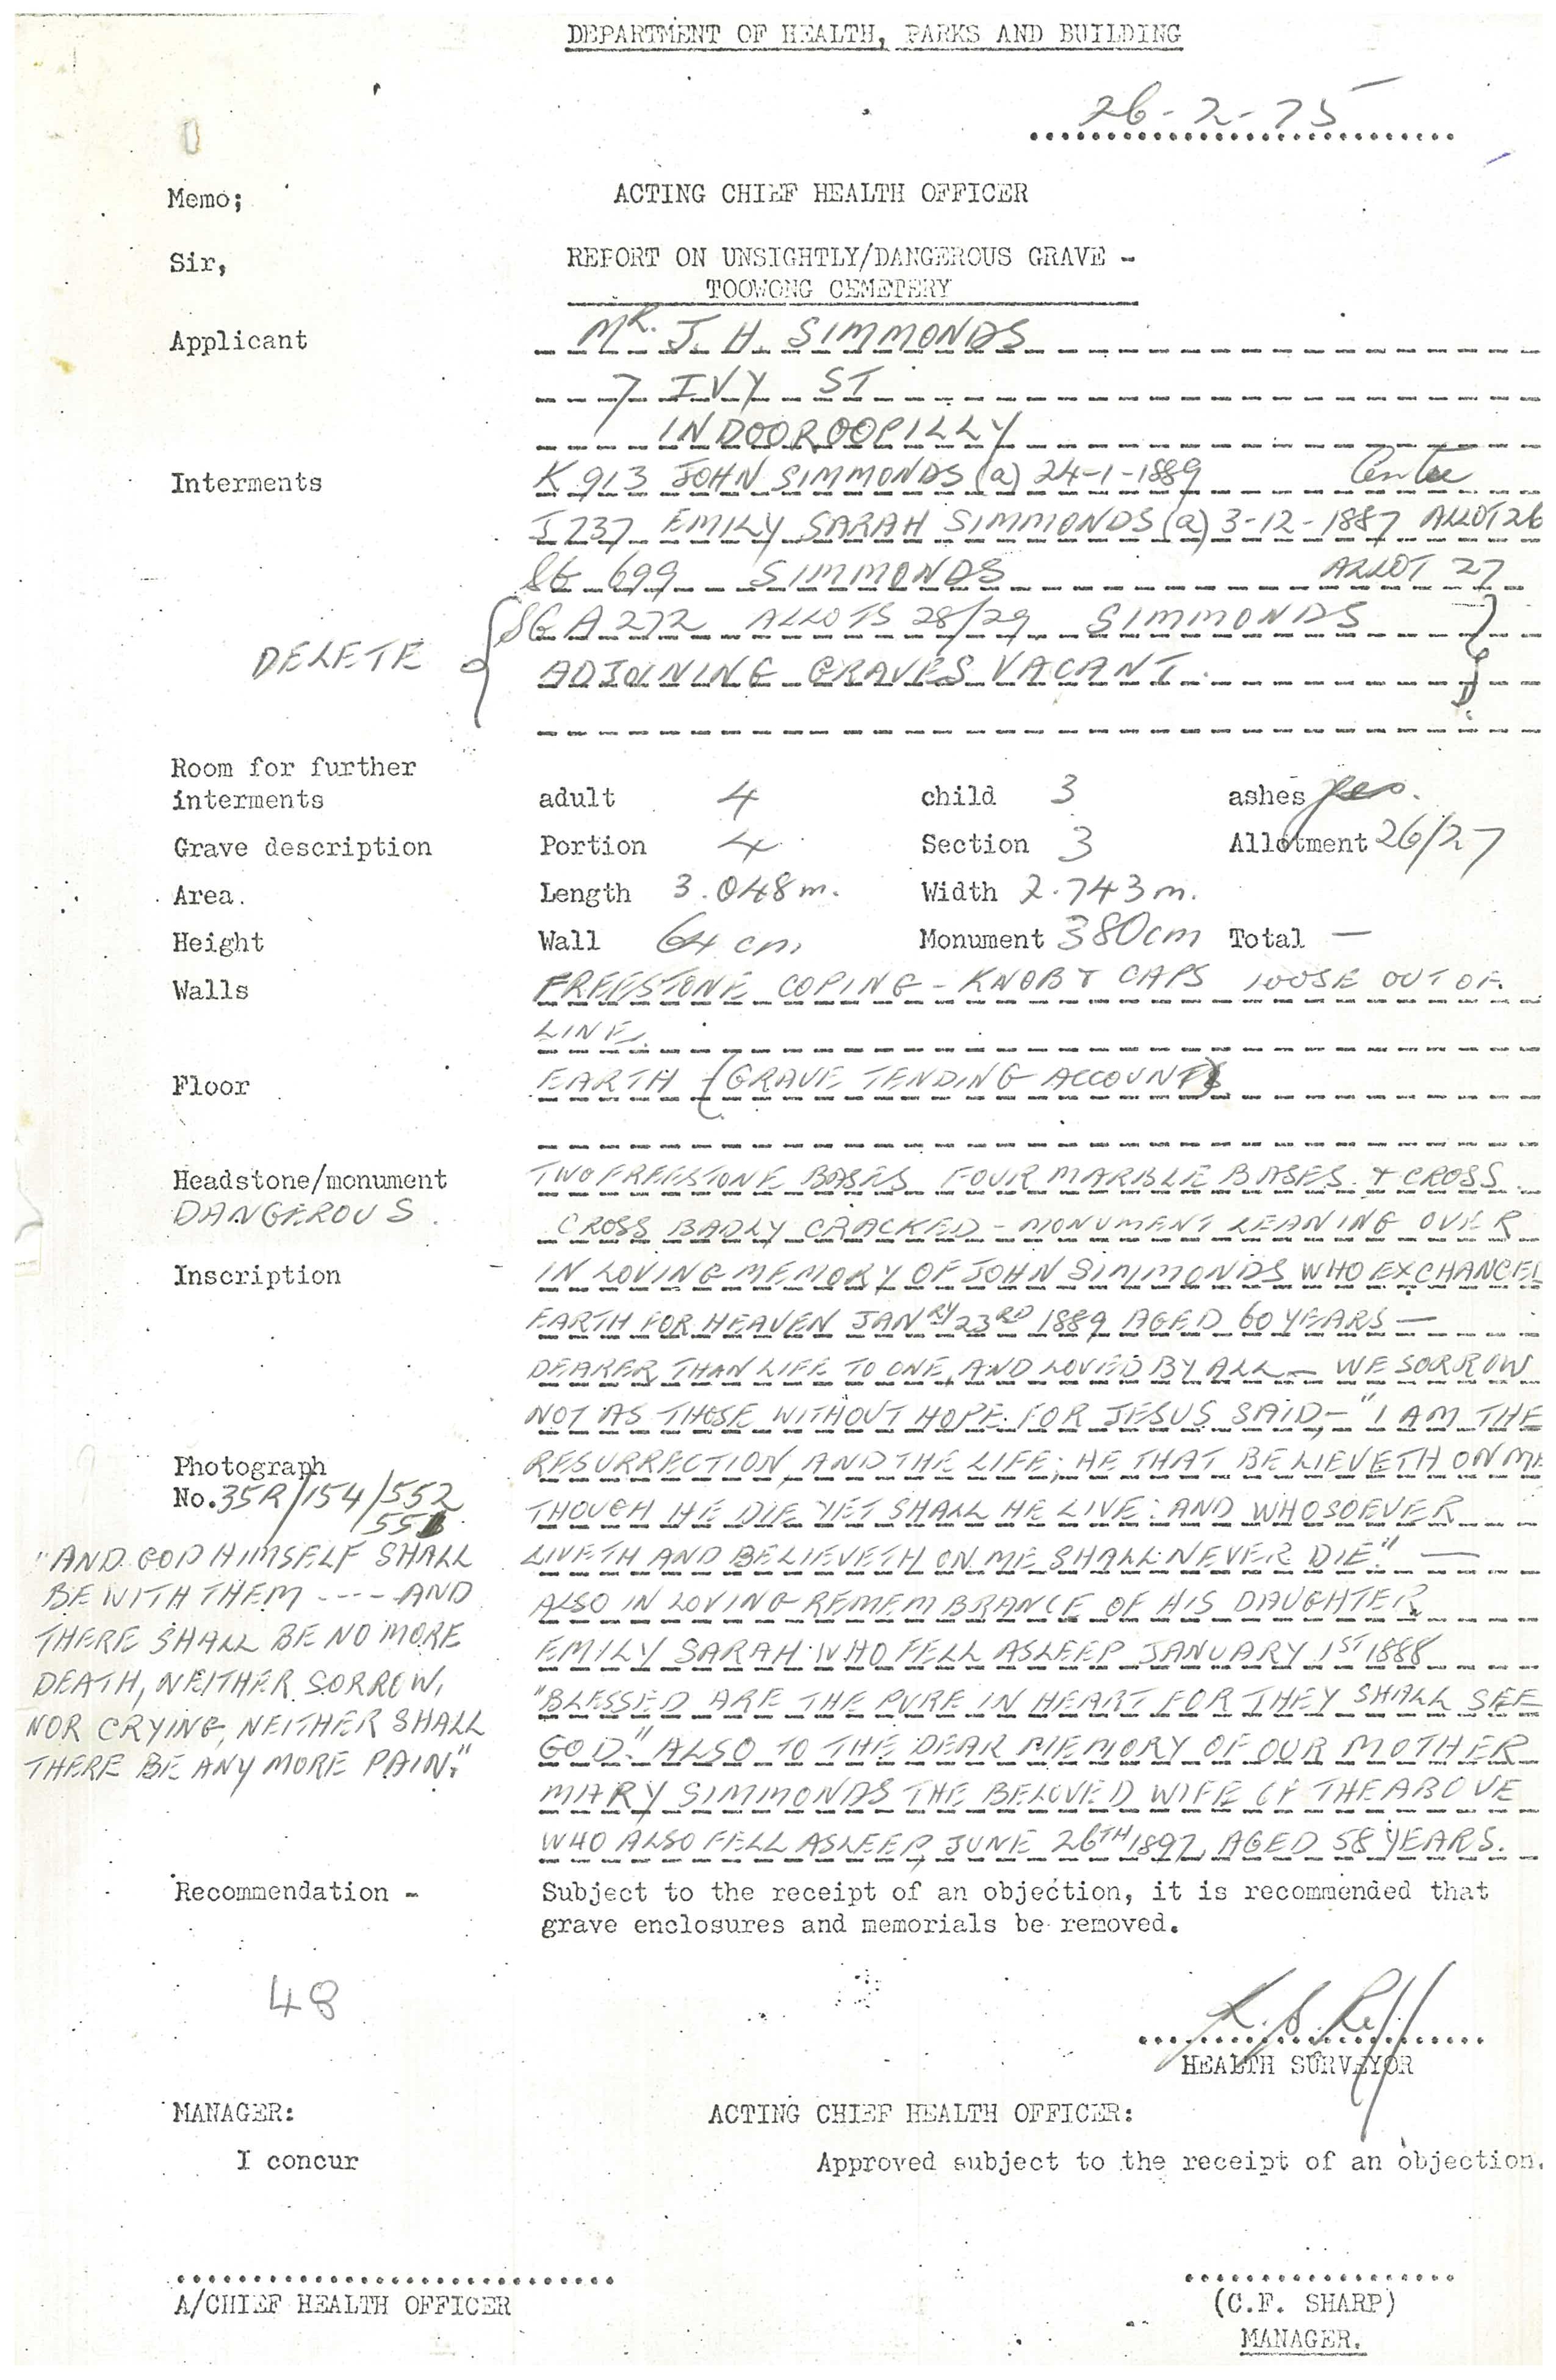 DEPARTMENT OF HEALTH, PARKS AND BUILDING
26-2-75
Memo; ACTING CHIEF HEALTH OFFICER
Sir, REPORT ON UNSIGHTLY/DANGEROUS GRAVE -
TOOWONG CEMETERY
Applicant MR. J. H. SIMMONDS
7 IVY ST
INDOOROOPILLY
Interments K 913 JOHN SIMMONDS (a) 24-1-1889 Centre
J 737 EMILY SARAH SIMMONDS (a) 3-12-1887 ALLOT 26
699 SIMMONDS ALLOT 27
DELETE { SG A272 ALLOTS 28/29 SIMMONDS }
ADJOINING GRAVES VACANT.
Room for further
interments adult 4 child 3 ashes yes.
Grave description Portion 4 Section 3 Allotment 26/27
Area. Length 3.048m. Width 2.743m.
Height Wall 64 cm Monument 380cm Total —
Walls FREESTONE COPING - KNOB & CAPS LOOSE OUT OF
LINE.
Floor EARTH (GRAVE TENDING ACCOUNT)
Headstone/monument TWO FREESTONE BASES FOUR MARBLE BASES & CROSS
DANGEROUS. CROSS BADLY CRACKED - MONUMENT LEANING OVER
Inscription - IN LOVING MEMORY OF JOHN SIMMONDS WHO EXCHANGED
EARTH FOR HEAVEN JANRY 23RD 1889 AGED 60 YEARS —
DEARER THAN LIFE TO ONE, AND LOVED BY ALL — WE SORROW
NOT AS THOSE WITHOUT HOPE. FOR JESUS SAID, - "I AM THE
Photograph RESURRECTION, AND THE LIFE; HE THAT BELIEVETH ON ME
No. 35R/154/552 THOUGH HE DIE YET SHALL HE LIVE: AND WHOSOEVER
"AND GOD HIMSELF SHALL LIVETH AND BELIEVETH ON ME SHALL NEVER DIE." —
BE WITH THEM ---- AND ALSO IN LOVING REMEMBRANCE OF HIS DAUGHTER
THERE SHALL BE NO MORE EMILY SARAH WHO FELL ASLEEP JANUARY 1ST 1888
DEATH, NEITHER SORROW, "BLESSED ARE THE PURE IN HEART FOR THEY SHALL SEE
NOR CRYING, NEITHER SHALL GOD." ALSO TO THE DEAR MEMORY OF OUR MOTHER
THERE BE ANY MORE PAIN." MARY SIMMONDS THE BELOVED WIFE OF THE ABOVE
WHO ALSO FELL ASLEEP, JUNE 26TH 1897, AGED 58 YEARS.
Recommendation - Subject to the receipt of an objection, it is recommended that
grave enclosures and memorials be removed.
48
HEALTH SURVEYOR
MANAGER: ACTING CHIEF HEALTH OFFICER:
I concur Approved subject to the receipt of an objection.
A/CHIEF HEALTH OFFICER (C.F. SHARP)
MANAGER.